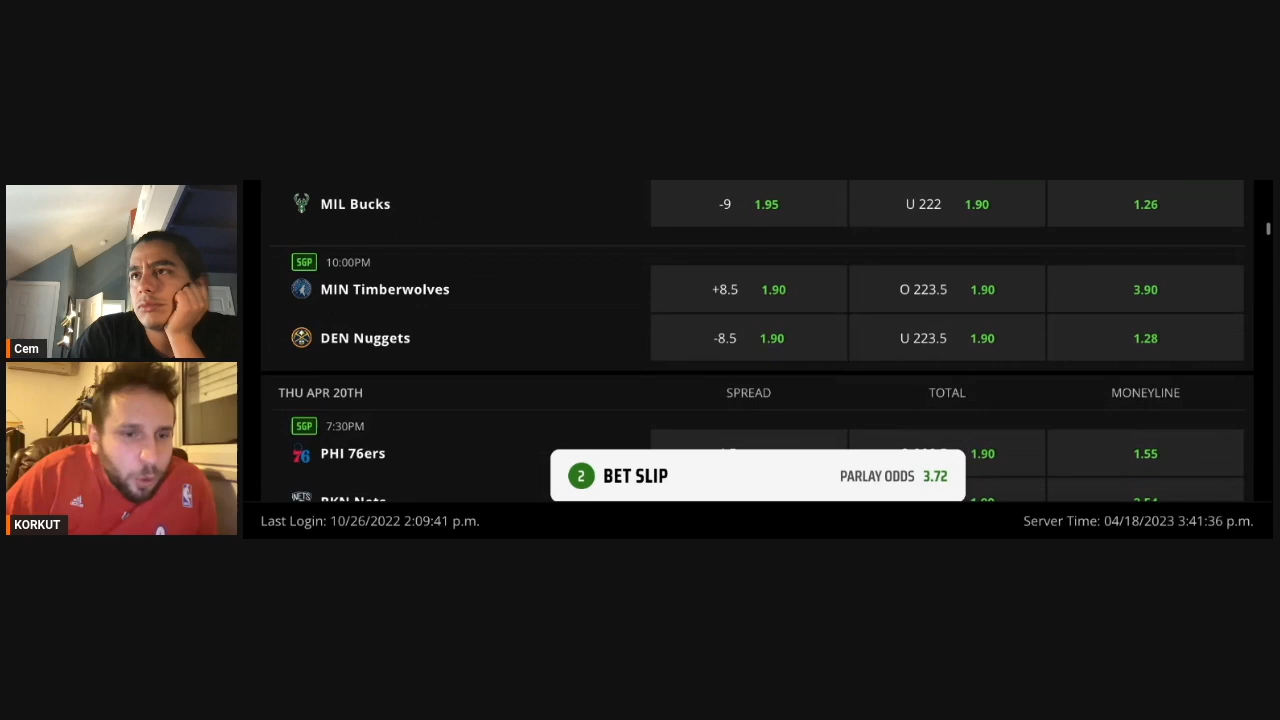 MIL Bucks -9 1.95 U 222 1.90 1.26
SGP 10:00PM
MIN Timberwolves +8.5 1.90 O 223.5 1.90 3.90
DEN Nuggets -8.5 1.90 U 223.5 1.90 1.28
THU APR 20TH SPREAD TOTAL MONEYLINE
SGP 7:30PM
PHI 76ers 1.90 1.55
2 BET SLIP PARLAY ODDS 3.72
BKN Nets
Last Login: 10/26/2022 2:09:41 p.m. Server Time: 04/18/2023 3:41:36 p.m.
Cem
KORKUT